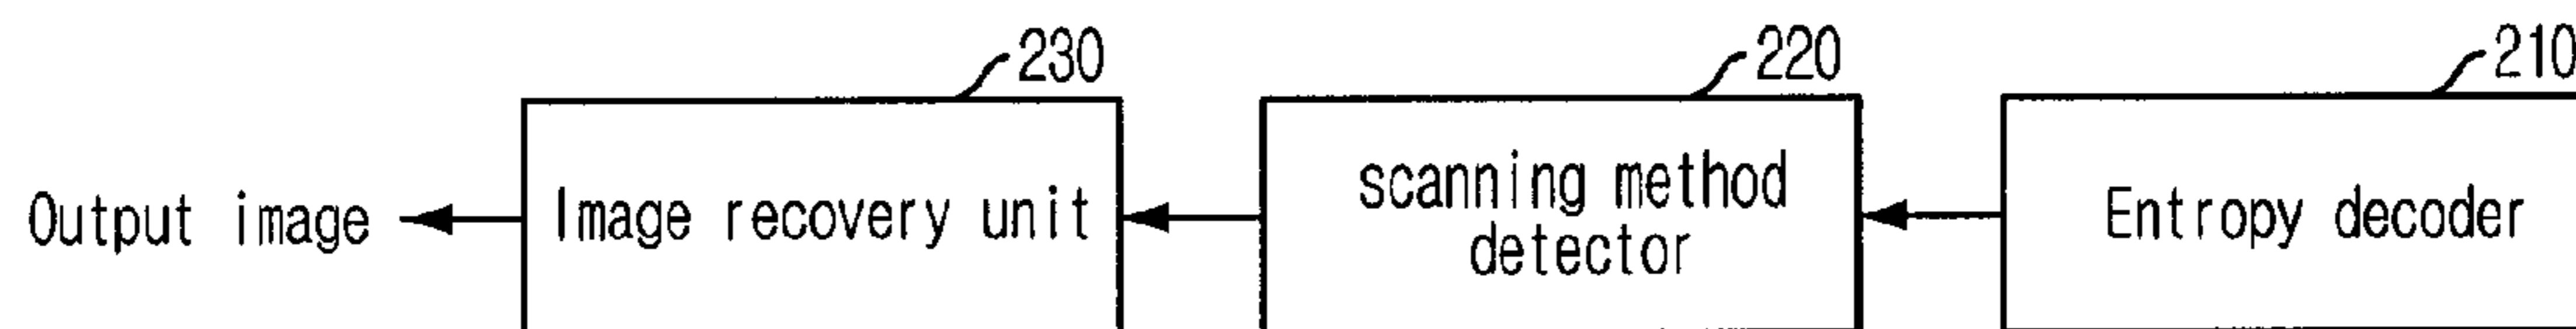 230
220
210
Output image
Image recovery unit
scanning method
detector
Entropy decoder